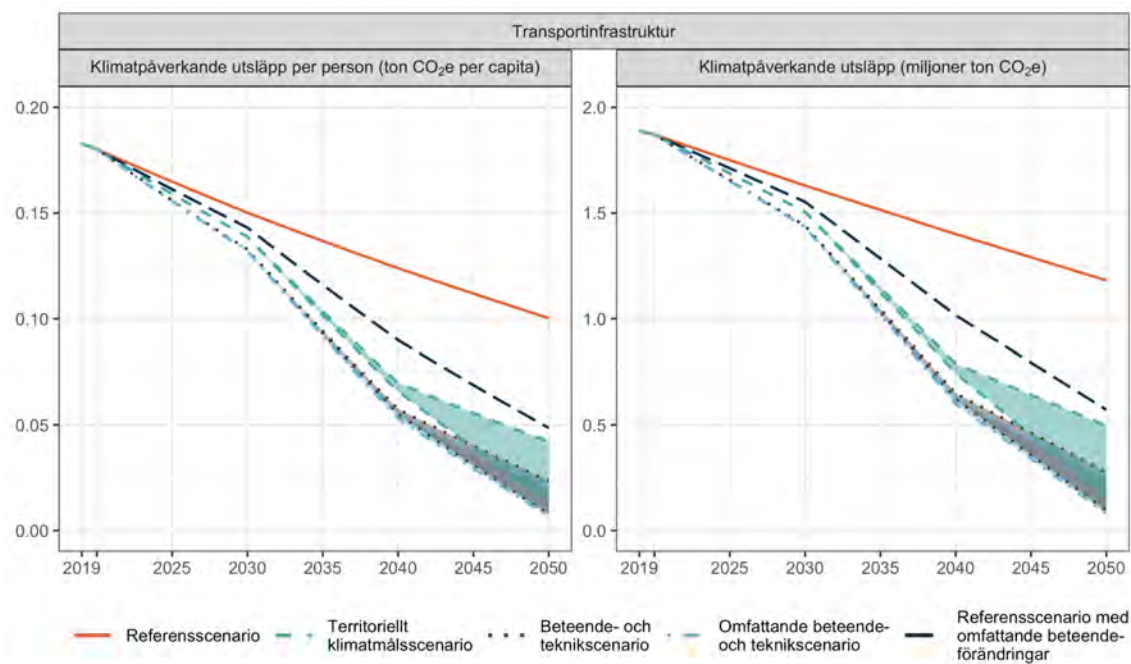 Transportinfrastruktur
Klimatpåverkande utsläpp per person (ton CO₂e per capita)
Klimatpåverkande utsläpp (miljoner ton CO₂e)
0.20
0.15
0.10
0.05
0.00
2019 2025 2030 2035 2040 2045 2050
2.0
1.5
1.0
0.5
0.0
2019 2025 2030 2035 2040 2045 2050
Referensscenario
Territoriellt
klimatmålsscenario
Beteende- och
teknikscenario
Omfattande beteende-
och teknikscenario
Referensscenario med
omfattande beteende-
förändringar